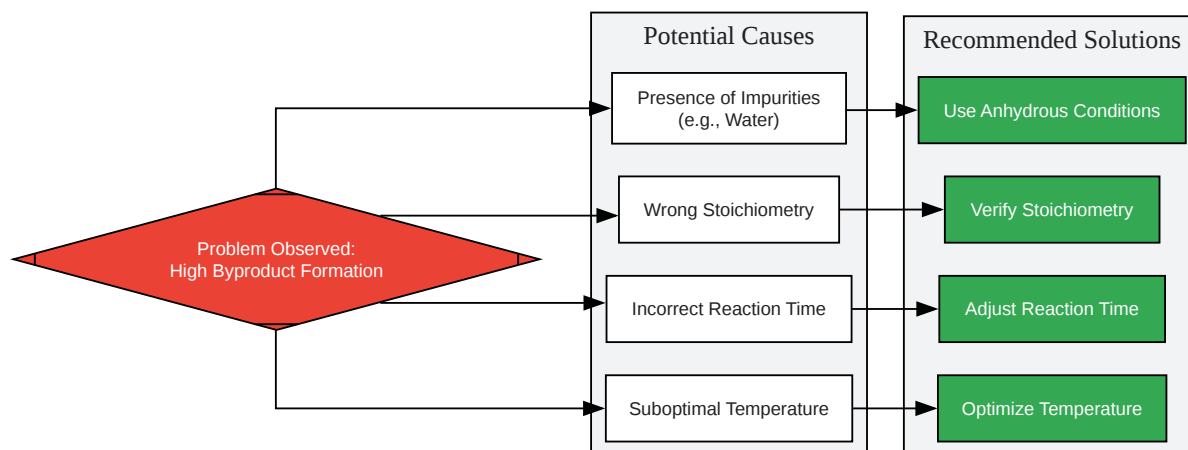 Potential Causes
Recommended Solutions
Presence of Impurities
(e.g., Water)
Use Anhydrous Conditions
Wrong Stoichiometry
Verify Stoichiometry
Problem Observed:
High Byproduct Formation
Incorrect Reaction Time
Adjust Reaction Time
Suboptimal Temperature
Optimize Temperature